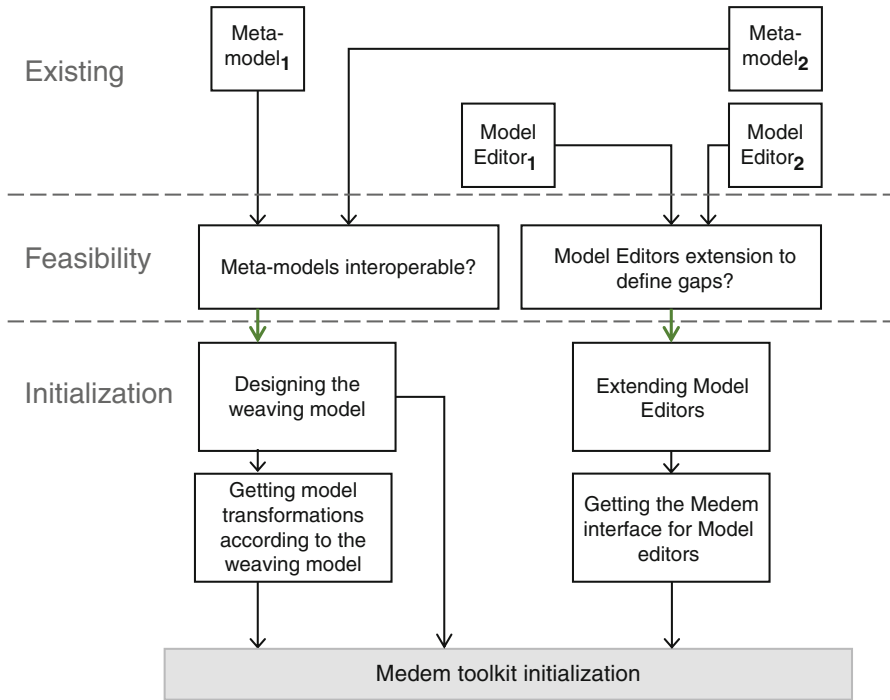 Existing
Meta-
model1
Meta-
model2
Model
Editor1
Model
Editor2
Feasibility
Meta-models interoperable?
Model Editors extension to
define gaps?
Initialization
Designing the
weaving model
Extending Model
Editors
Getting model
transformations
according to the
weaving model
Getting the Medem
interface for Model
editors
Medem toolkit initialization